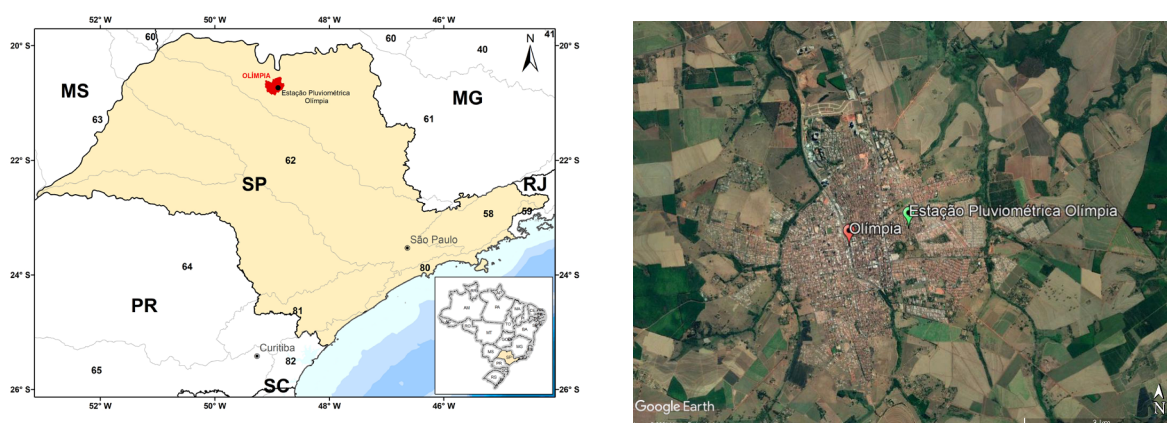 52° W 50° W 48° W 46° W
60 60 41
20° S 20° S
40
N
OLÍMPIA
Estação Pluviométrica
Olímpia
MS
MG
63
61
22° S 22° S
62
SP
RJ
58 59
São Paulo
64
24° S 24° S
80
PR
81
Curitiba
82
65
26° S 26° S
SC
52° W 50° W 48° W 46° W
Estação Pluviométrica Olímpia
Olímpia
Google Earth
N